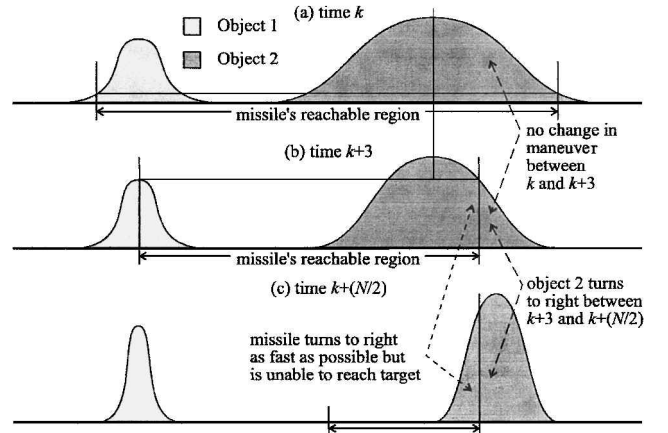 (a) time k
Object 1
Object 2
missile's reachable region
no change in
maneuver
between
k and k+3
(b) time k+3
missile's reachable region
(c) time k+(N/2)
object 2 turns
to right between
k+3 and k+(N/2)
missile turns to right
as fast as possible but
is unable to reach target